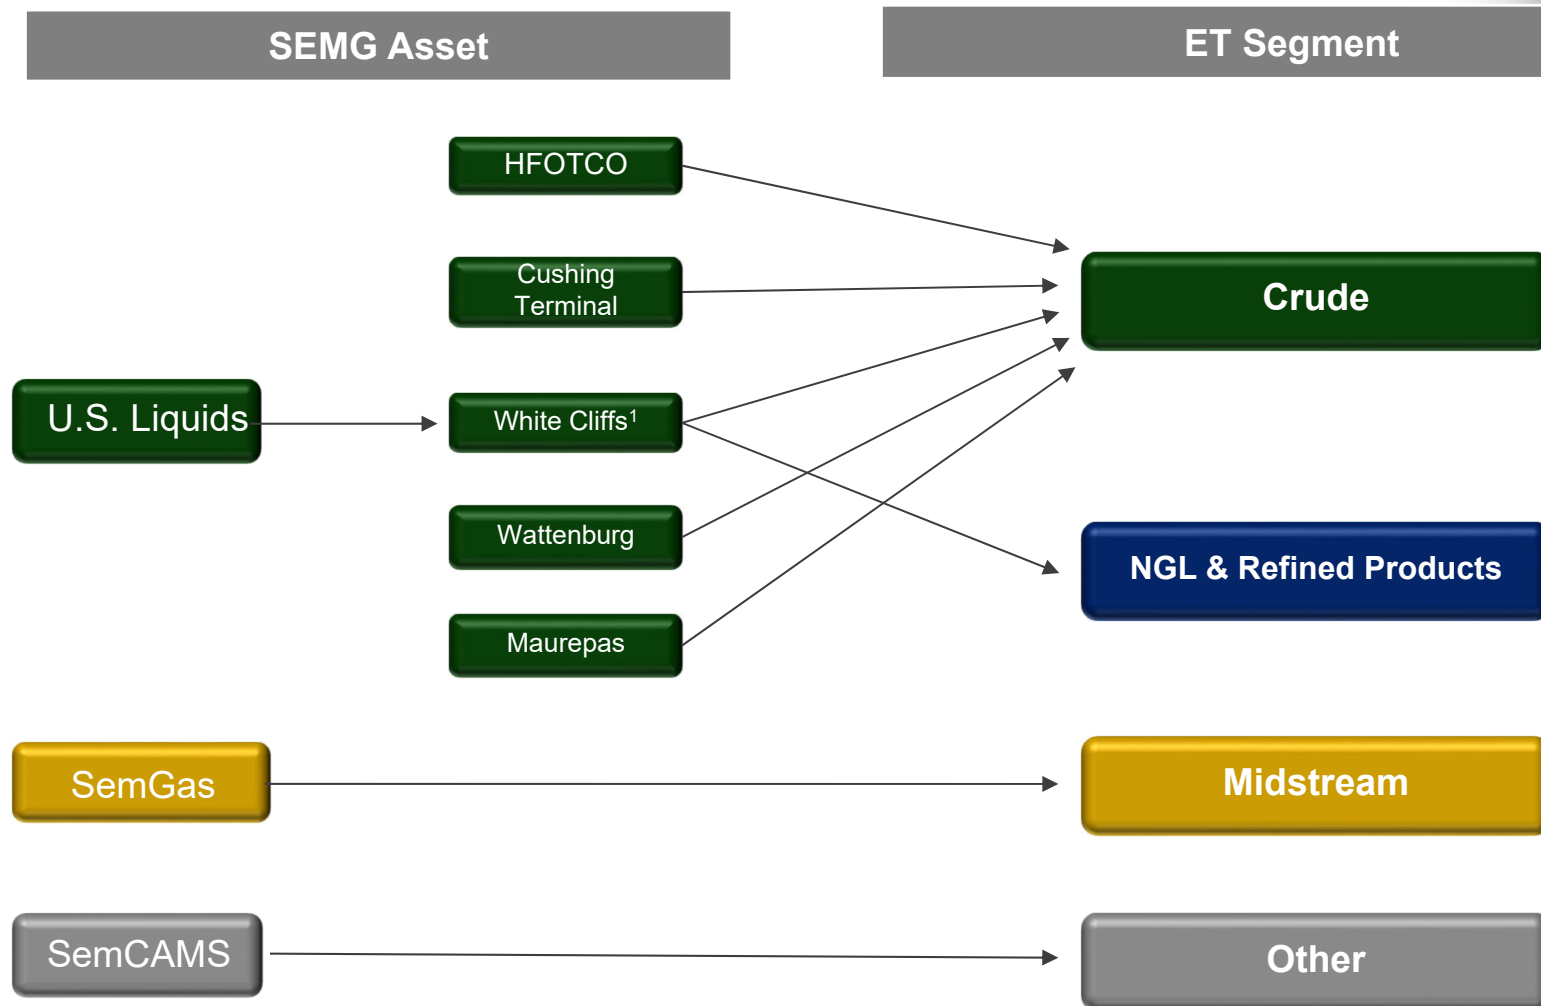 SEMG Asset
ET Segment
HFOTCO
Cushing
Terminal
Crude
U.S. Liquids
White Cliffs¹
Wattenburg
NGL & Refined Products
Maurepas
SemGas
Midstream
SemCAMS
Other